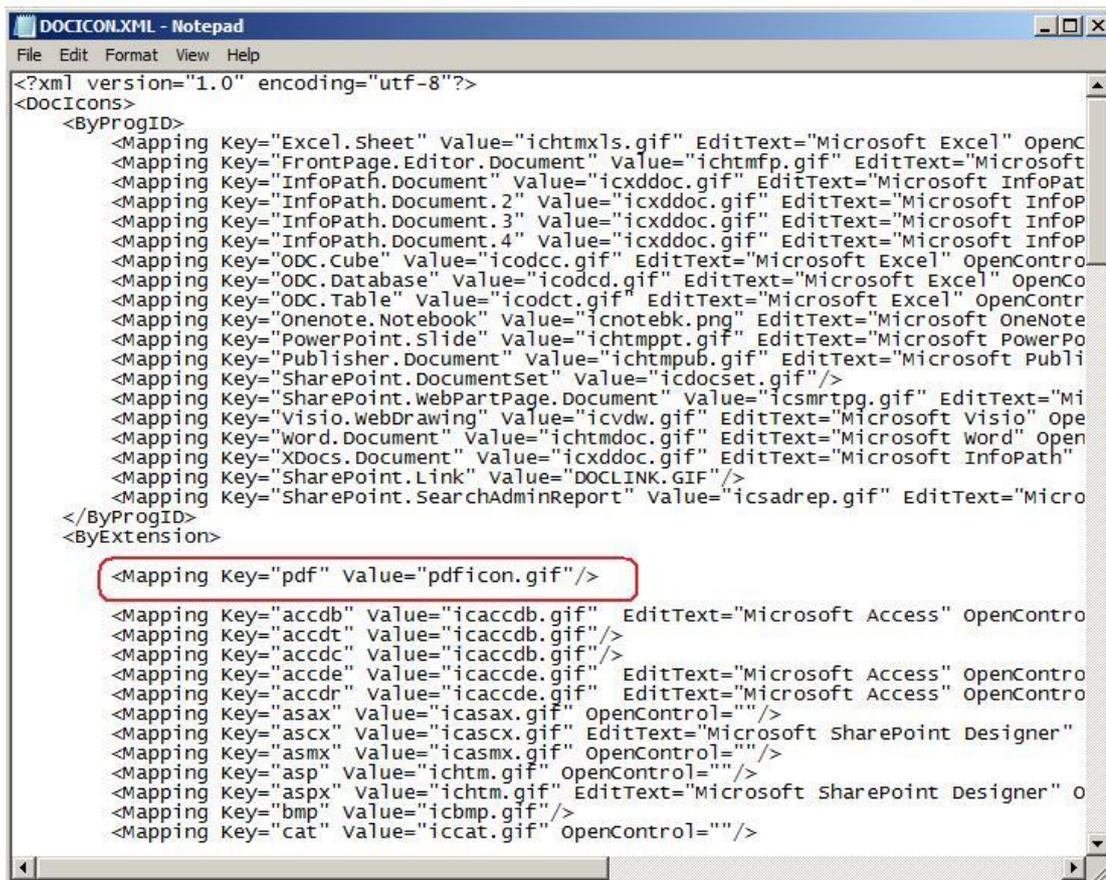 DOCICON.XML - Notepad
File Edit Format View Help
<?xml version="1.0" encoding="utf-8"?>
<DocIcons>
<ByProgID>
<Mapping Key="Excel.Sheet" Value="ichtmxls.gif" EditText="Microsoft Excel" OpenC
<Mapping Key="FrontPage.Editor.Document" Value="ichtmfp.gif" EditText="Microsoft
<Mapping Key="InfoPath.Document" Value="icxddoc.gif" EditText="Microsoft InfoPat
<Mapping Key="InfoPath.Document.2" Value="icxddoc.gif" EditText="Microsoft InfoP
<Mapping Key="InfoPath.Document.3" Value="icxddoc.gif" EditText="Microsoft InfoP
<Mapping Key="InfoPath.Document.4" Value="icxddoc.gif" EditText="Microsoft InfoP
<Mapping Key="ODC.Cube" Value="icodcc.gif" EditText="Microsoft Excel" OpenContro
<Mapping Key="ODC.Database" Value="icodcd.gif" EditText="Microsoft Excel" OpenCo
<Mapping Key="ODC.Table" Value="icodct.gif" EditText="Microsoft Excel" OpenContr
<Mapping Key="Onenote.Notebook" Value="icnotebk.png" EditText="Microsoft OneNote
<Mapping Key="PowerPoint.Slide" Value="ichtmppt.gif" EditText="Microsoft PowerPo
<Mapping Key="Publisher.Document" Value="ichtmpub.gif" EditText="Microsoft Publi
<Mapping Key="SharePoint.DocumentSet" Value="icdocset.gif"/>
<Mapping Key="SharePoint.WebPartPage.Document" Value="icsmrtpg.gif" EditText="Mi
<Mapping Key="Visio.WebDrawing" Value="icvdw.gif" EditText="Microsoft Visio" Ope
<Mapping Key="Word.Document" Value="ichtmdoc.gif" EditText="Microsoft Word" Open
<Mapping Key="XDocs.Document" Value="icxddoc.gif" EditText="Microsoft InfoPath"
<Mapping Key="SharePoint.Link" Value="DOCLINK.GIF"/>
<Mapping Key="SharePoint.SearchAdminReport" Value="icsadrep.gif" EditText="Micro
</ByProgID>
<ByExtension>
<Mapping Key="pdf" Value="pdficon.gif"/>
<Mapping Key="accdb" Value="icaccdb.gif" EditText="Microsoft Access" OpenContro
<Mapping Key="accdt" Value="icaccdb.gif"/>
<Mapping Key="accdc" Value="icaccdb.gif"/>
<Mapping Key="accde" Value="icaccde.gif" EditText="Microsoft Access" OpenContro
<Mapping Key="accdr" Value="icaccde.gif" EditText="Microsoft Access" OpenContro
<Mapping Key="asax" Value="icasax.gif" OpenControl=""/>
<Mapping Key="ascx" Value="icascx.gif" EditText="Microsoft SharePoint Designer"
<Mapping Key="asmx" Value="icasmx.gif" OpenControl=""/>
<Mapping Key="asp" Value="ichtm.gif" OpenControl=""/>
<Mapping Key="aspx" Value="ichtm.gif" EditText="Microsoft SharePoint Designer" O
<Mapping Key="bmp" Value="icbmp.gif"/>
<Mapping Key="cat" Value="iccat.gif" OpenControl=""/>